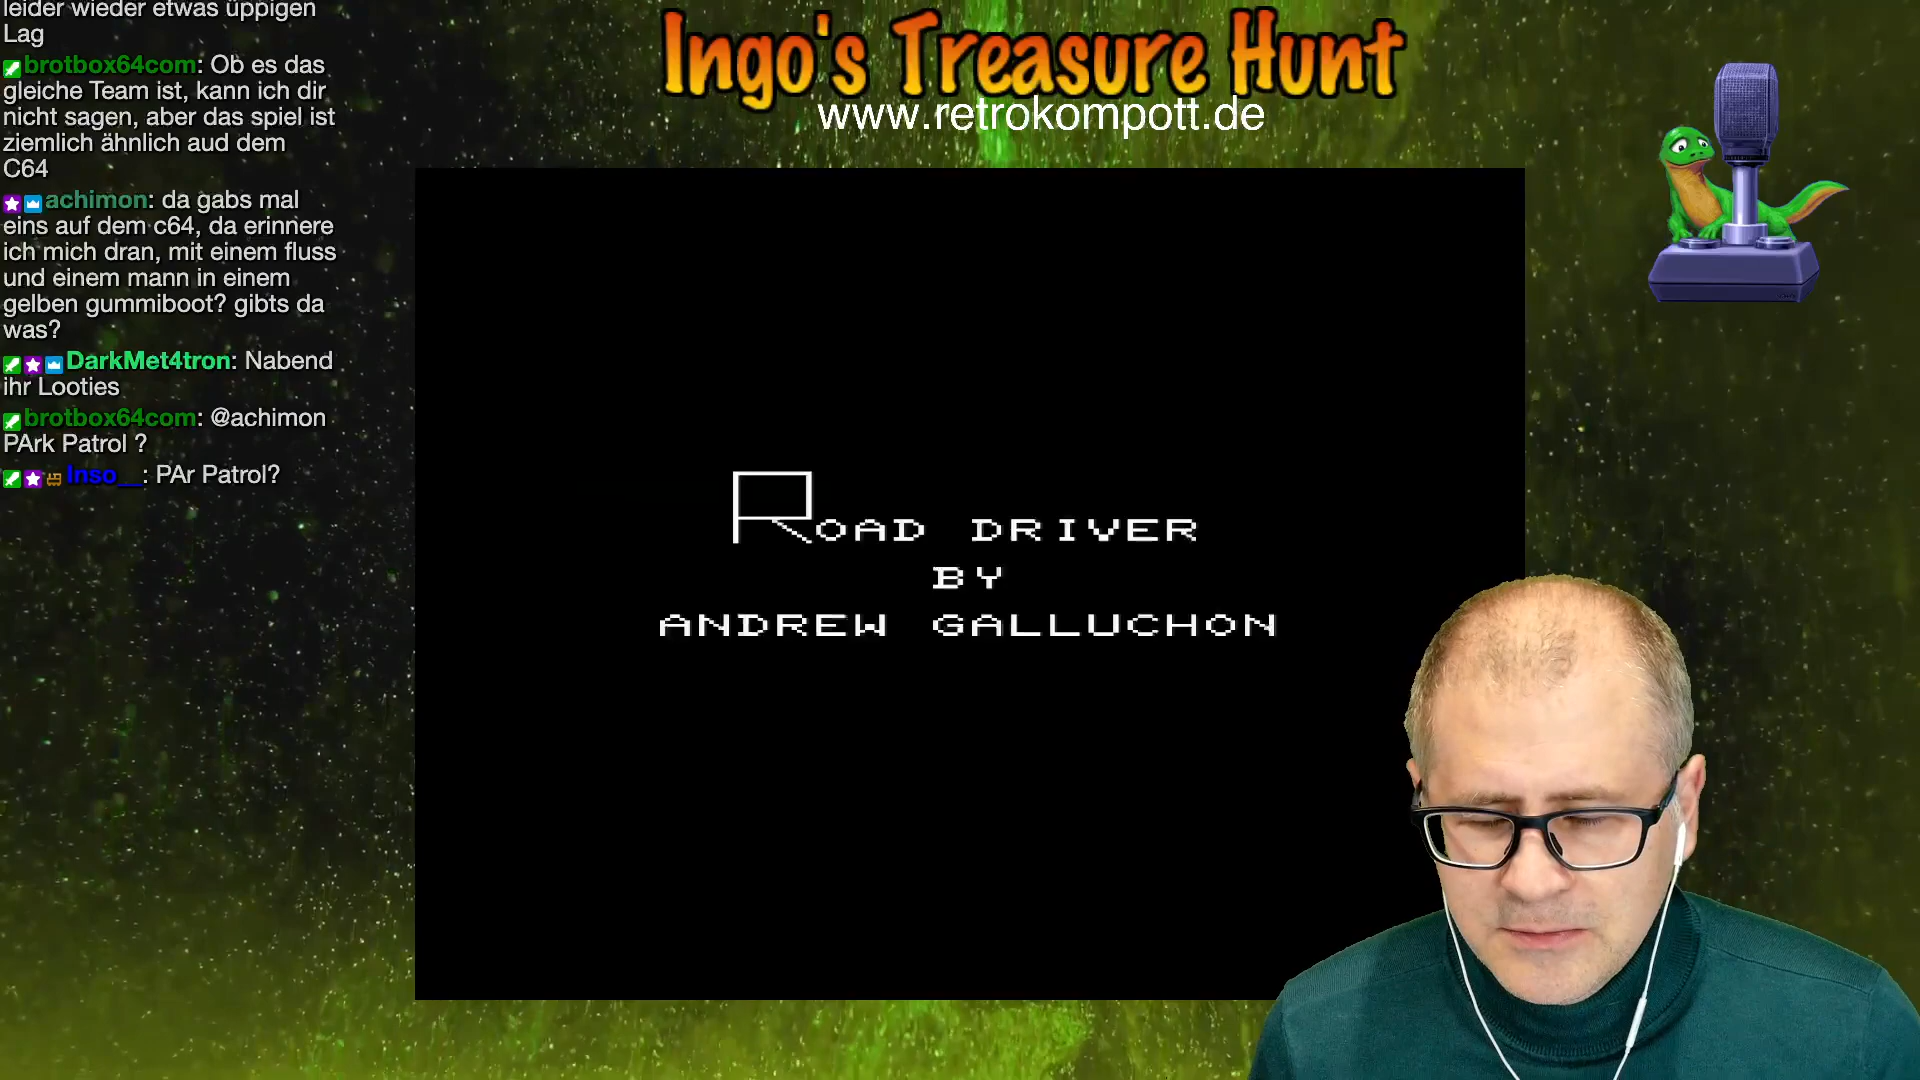 leider wieder etwas üppigen
Lag
brotbox64com: Ob es das
gleiche Team ist, kann ich dir
nicht sagen, aber das spiel ist
ziemlich ähnlich aud dem
C64
achimon: da gabs mal
eins auf dem c64, da erinnere
ich mich dran, mit einem fluss
und einem mann in einem
gelben gummiboot? gibts da
was?
DarkMet4tron: Nabend
ihr Looties
brotbox64com: @achimon
PArk Patrol ?
Inso__: PAr Patrol?
Ingo's Treasure Hunt
www.retrokompott.de
ROAD DRIVER
BY
ANDREW GALLUCHON